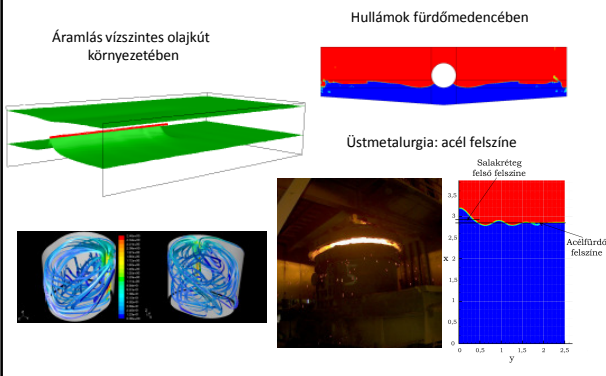 Áramlás vízszintes olajkút
környezetében
Hullámok fürdőmedencében
Üstmetalurgia: acél felszíne
Salakréteg
felső felszíne
Acélfürdő
felszíne
3,5
3
2,5
x
2
1,5
1
0,5
0
0 0,5 1 1,5 2 2,5
y